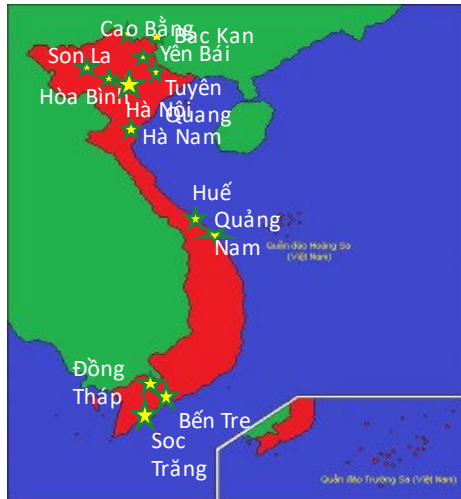 Cao Bằng
Bac Kan
Son La
Yên Bái
Hòa Bình
Tuyên
Quang
Hà Nội
Hà Nam
Huế
Quảng
Nam
Quần đảo Hoàng Sa
(Việt Nam)
Đồng
Tháp
Bến Tre
Soc
Trăng
Quần đảo Trường Sa (Việt Nam)